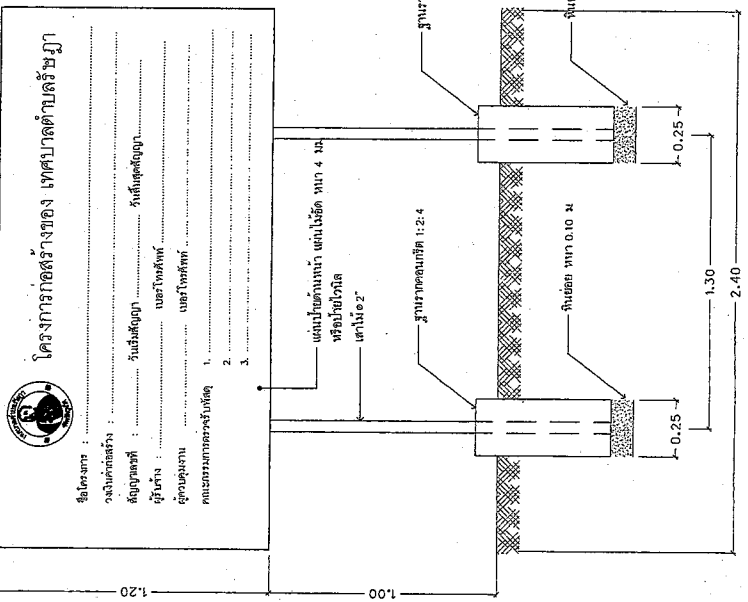 โครงการก่อสร้างของ เทศบาลตำบลรัษฎา
ชื่อโครงการ :
วงเงินค่าก่อสร้าง :
สัญญาเลขที่ : วันเริ่มสัญญา วันสิ้นสุดสัญญา
ผู้รับจ้าง : เบอร์โทรศัพท์
ผู้ควบคุมงาน เบอร์โทรศัพท์
คณะกรรมการตรวจรับพัสดุ 1.
2.
3.
แผ่นป้ายด้านหน้า แผ่นไม้อัด หนา 4 มม
หรือป้ายไวนิล
เสาไม้ ø 2"
ฐานรากคอนกรีต 1:2:4
หินย่อย หนา 0.10 ม
1.20
1.00
0.25
0.25
1.30
2.40